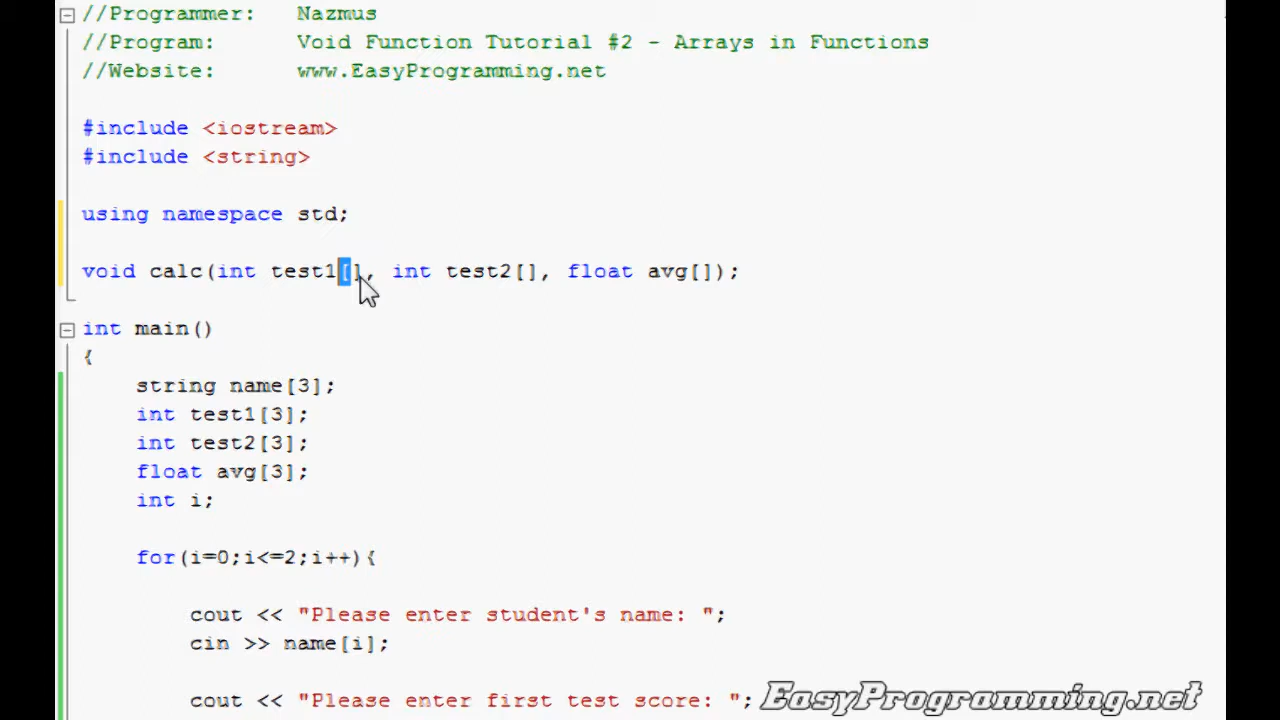 //Programmer:   Nazmus
//Program:      Void Function Tutorial #2 - Arrays in Functions
//Website:      www.EasyProgramming.net
#include <iostream>
#include <string>
using namespace std;
void calc(int test1[], int test2[], float avg[]);
int main()
{
    string name[3];
    int test1[3];
    int test2[3];
    float avg[3];
    int i;
    for(i=0;i<=2;i++){
        cout << "Please enter student's name: ";
        cin >> name[i];
        cout << "Please enter first test score: ";
EasyProgramming.net